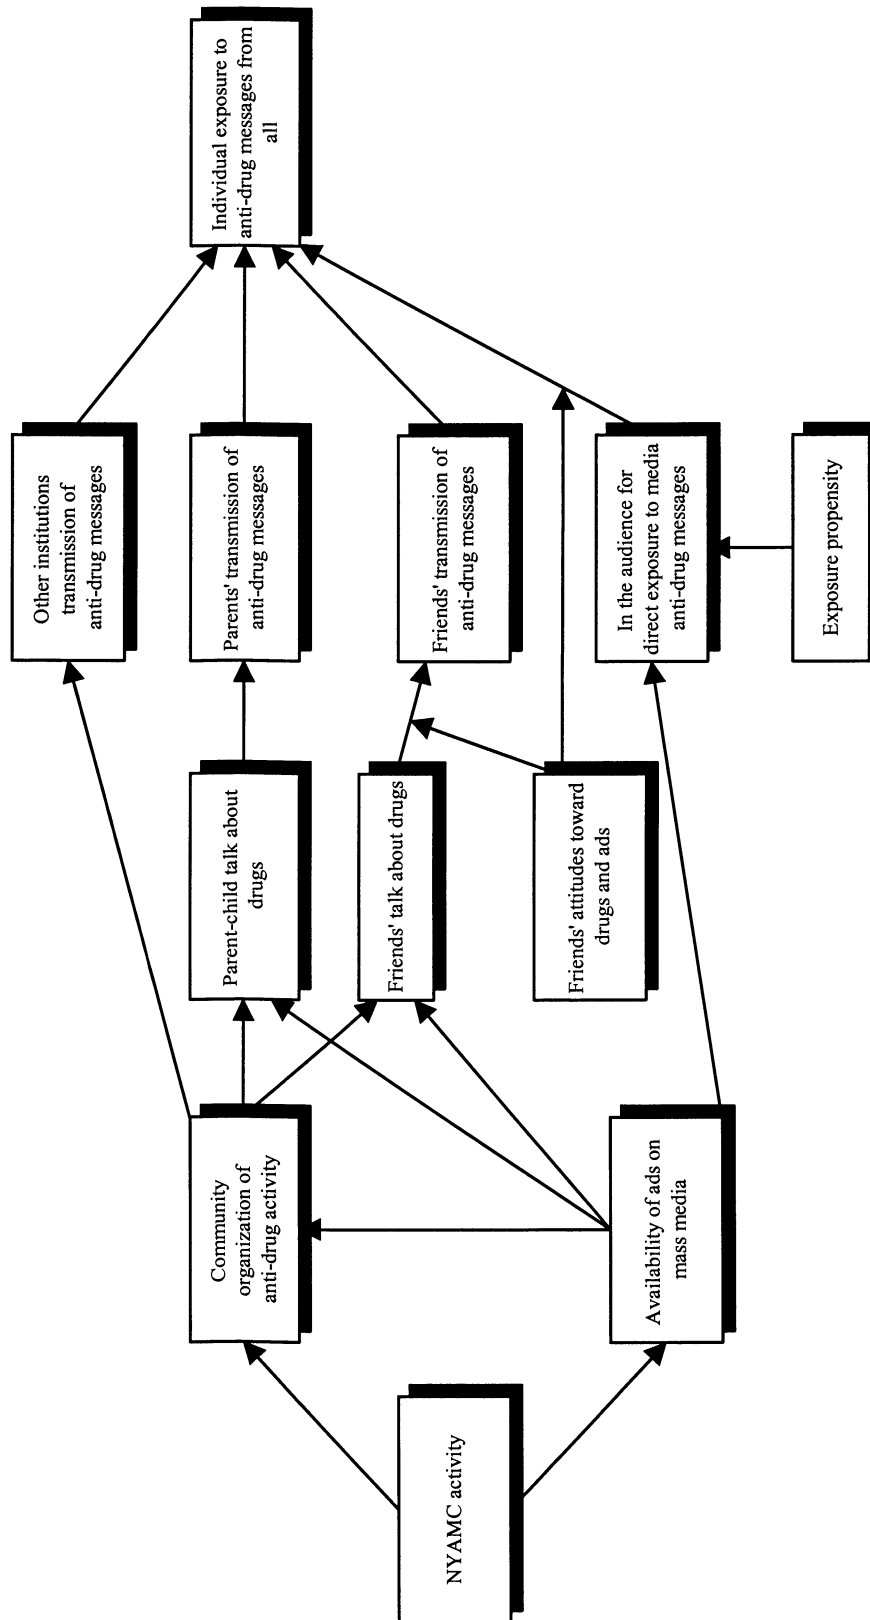 NYAMC activity
Community
organization of
anti-drug activity
Availability of ads on
mass media
Parent-child talk about
drugs
Friends' talk about drugs
Friends' attitudes toward
drugs and ads
Other institutions
transmission of
anti-drug messages
Parents' transmission of
anti-drug messages
Friends' transmission of
anti-drug messages
In the audience for
direct exposure to media
anti-drug messages
Exposure propensity
Individual exposure to
anti-drug messages from
all